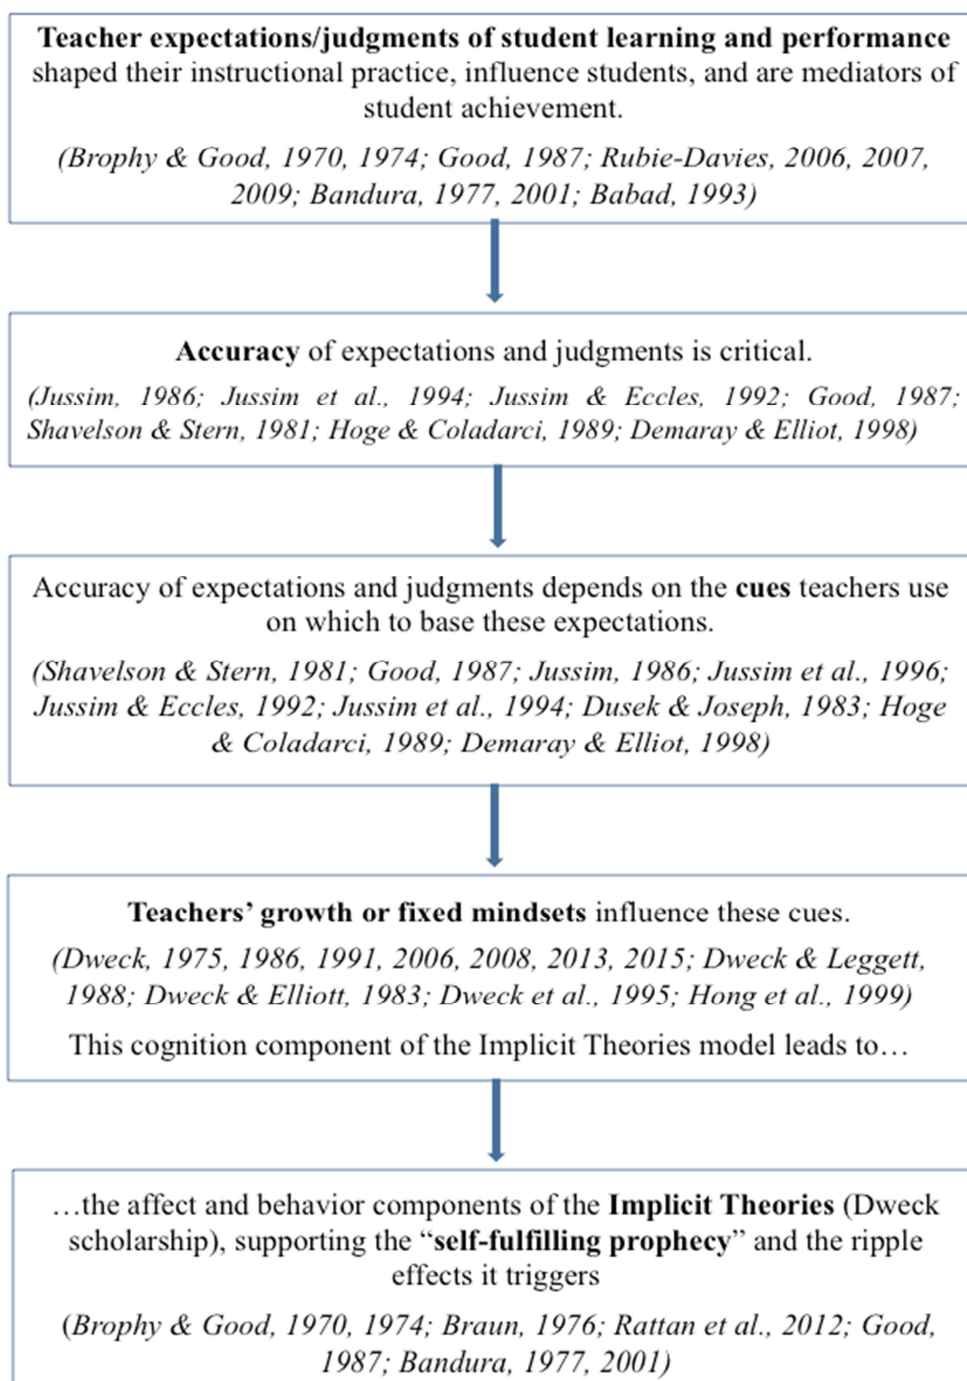 Teacher expectations/judgments of student learning and performance
shaped their instructional practice, influence students, and are mediators of
student achievement.
(Brophy & Good, 1970, 1974; Good, 1987; Rubie-Davies, 2006, 2007,
2009; Bandura, 1977, 2001; Babad, 1993)
Accuracy of expectations and judgments is critical.
(Jussim, 1986; Jussim et al., 1994; Jussim & Eccles, 1992; Good, 1987;
Shavelson & Stern, 1981; Hoge & Coladarci, 1989; Demaray & Elliot, 1998)
Accuracy of expectations and judgments depends on the cues teachers use
on which to base these expectations.
(Shavelson & Stern, 1981; Good, 1987; Jussim, 1986; Jussim et al., 1996;
Jussim & Eccles, 1992; Jussim et al., 1994; Dusek & Joseph, 1983; Hoge
& Coladarci, 1989; Demaray & Elliot, 1998)
Teachers’ growth or fixed mindsets influence these cues.
(Dweck, 1975, 1986, 1991, 2006, 2008, 2013, 2015; Dweck & Leggett,
1988; Dweck & Elliott, 1983; Dweck et al., 1995; Hong et al., 1999)
This cognition component of the Implicit Theories model leads to…
…the affect and behavior components of the Implicit Theories (Dweck
scholarship), supporting the “self-fulfilling prophecy” and the ripple
effects it triggers
(Brophy & Good, 1970, 1974; Braun, 1976; Rattan et al., 2012; Good,
1987; Bandura, 1977, 2001)